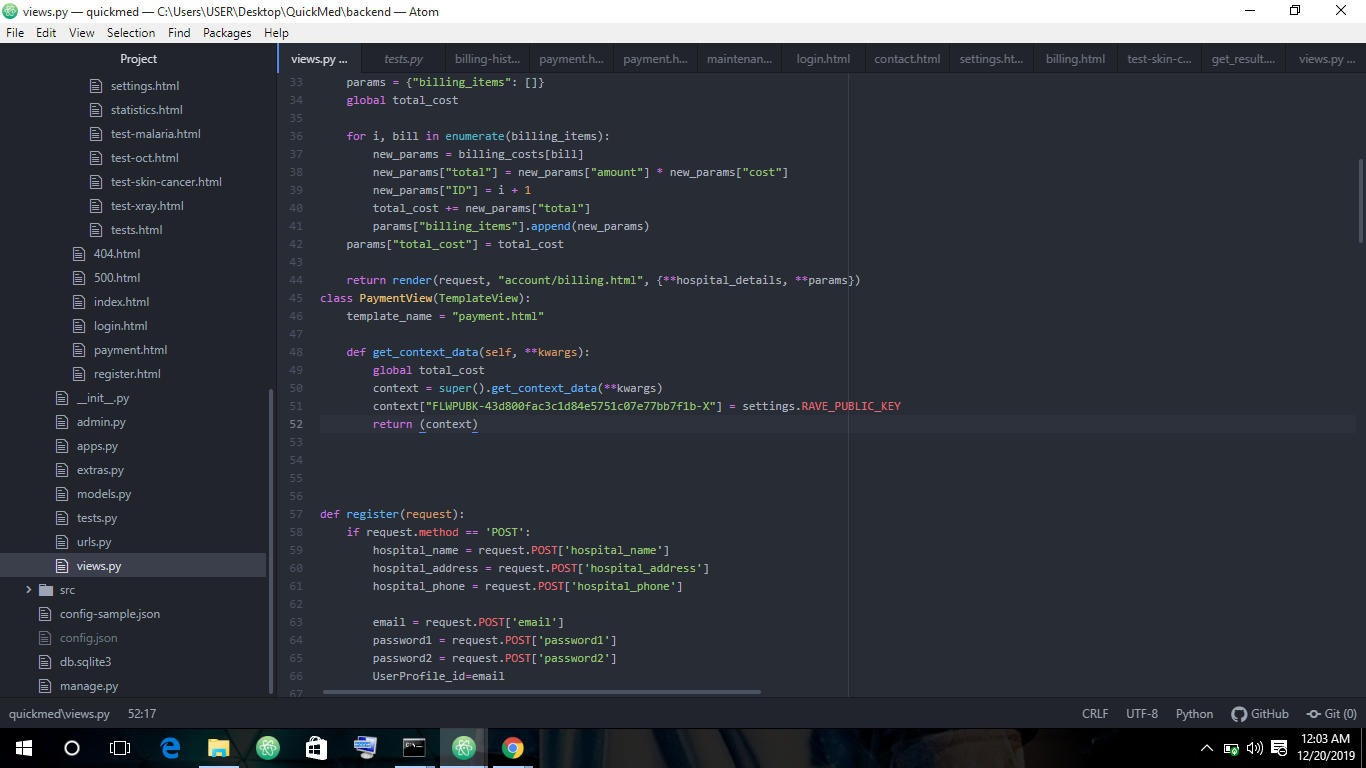 views.py — quickmed — C:\Users\USER\Desktop\QuickMed\backend — Atom
File Edit View Selection Find Packages Help
Project
views.py ... tests.py billing-hist... payment.h... payment.h... maintenan... login.html contact.html settings.ht... billing.html test-skin-c... get_result.... views.py ...
settings.html
statistics.html
test-malaria.html
test-oct.html
test-skin-cancer.html
test-xray.html
tests.html
404.html
500.html
index.html
login.html
payment.html
register.html
__init__.py
admin.py
apps.py
extras.py
models.py
tests.py
urls.py
views.py
src
config-sample.json
config.json
db.sqlite3
manage.py
33 params = {"billing_items": []}
34 global total_cost
35
36 for i, bill in enumerate(billing_items):
37 new_params = billing_costs[bill]
38 new_params["total"] = new_params["amount"] * new_params["cost"]
39 new_params["ID"] = i + 1
40 total_cost += new_params["total"]
41 params["billing_items"].append(new_params)
42 params["total_cost"] = total_cost
43
44 return render(request, "account/billing.html", {**hospital_details, **params})
45 class PaymentView(TemplateView):
46 template_name = "payment.html"
47
48 def get_context_data(self, **kwargs):
49 global total_cost
50 context = super().get_context_data(**kwargs)
51 context["FLWPUBK-43d800fac3c1d84e5751c07e77bb7f1b-X"] = settings.RAVE_PUBLIC_KEY
52 return (context)
53
54
55
56
57 def register(request):
58 if request.method == 'POST':
59 hospital_name = request.POST['hospital_name']
60 hospital_address = request.POST['hospital_address']
61 hospital_phone = request.POST['hospital_phone']
62
63 email = request.POST['email']
64 password1 = request.POST['password1']
65 password2 = request.POST['password2']
66 UserProfile_id=email
67
quickmed\views.py 52:17 CRLF UTF-8 Python GitHub Git (0)
12:03 AM
12/20/2019